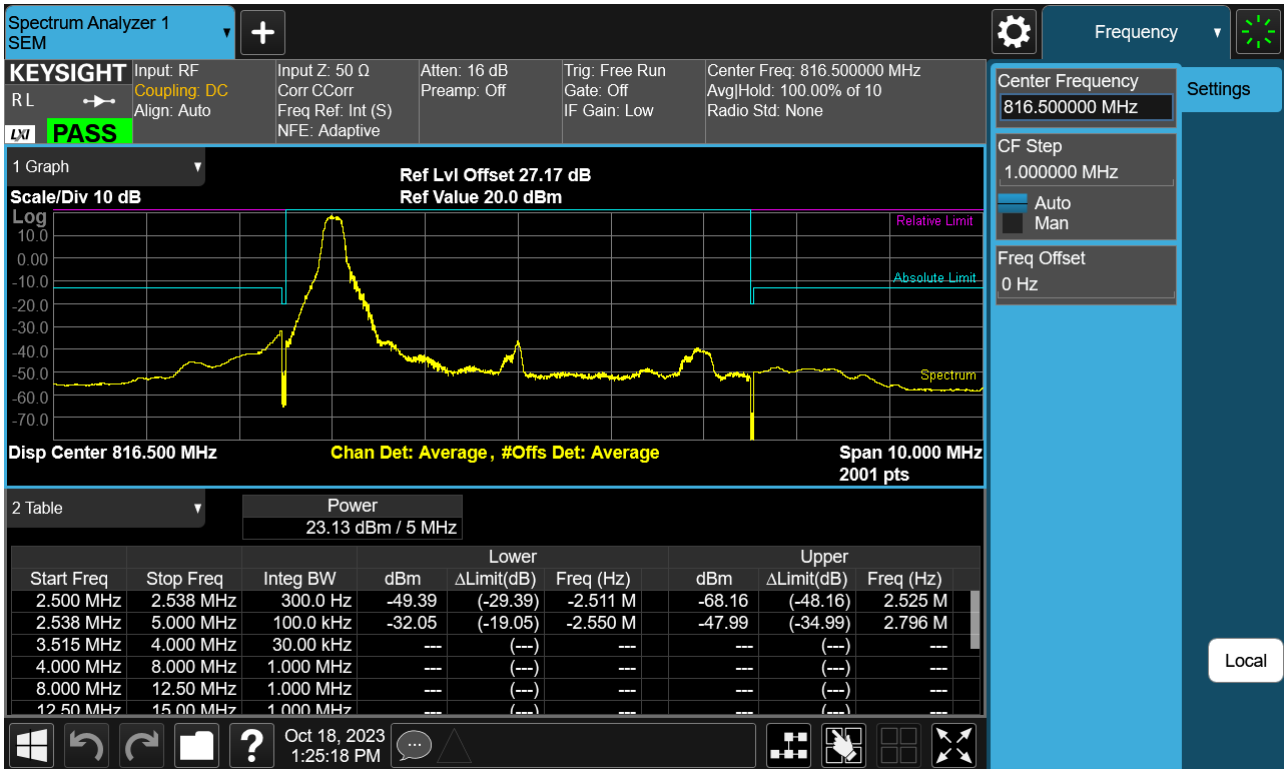 Spectrum Analyzer 1
SEM
Frequency
KEYSIGHT
R L
LXI
PASS
Input: RF
Coupling: DC
Align: Auto
Input Z: 50 Ω
Corr CCorr
Freq Ref: Int (S)
NFE: Adaptive
Atten: 16 dB
Preamp: Off
Trig: Free Run
Gate: Off
IF Gain: Low
Center Freq: 816.500000 MHz
Avg|Hold: 100.00% of 10
Radio Std: None
Center Frequency
816.500000 MHz
Settings
CF Step
1.000000 MHz
Auto
Man
Freq Offset
0 Hz
1 Graph
Ref Lvl Offset 27.17 dB
Scale/Div 10 dB
Ref Value 20.0 dBm
Log
10.0
0.00
-10.0
-20.0
-30.0
-40.0
-50.0
-60.0
-70.0
Relative Limit
Absolute Limit
Spectrum
Disp Center 816.500 MHz
Chan Det: Average , #Offs Det: Average
Span 10.000 MHz
2001 pts
2 Table
Power
23.13 dBm / 5 MHz
Lower Upper
Start Freq Stop Freq Integ BW dBm ΔLimit(dB) Freq (Hz) dBm ΔLimit(dB) Freq (Hz)
2.500 MHz 2.538 MHz 300.0 Hz -49.39 (-29.39) -2.511 M -68.16 (-48.16) 2.525 M
2.538 MHz 5.000 MHz 100.0 kHz -32.05 (-19.05) -2.550 M -47.99 (-34.99) 2.796 M
3.515 MHz 4.000 MHz 30.00 kHz --- (---) --- --- (---) ---
4.000 MHz 8.000 MHz 1.000 MHz --- (---) --- --- (---) ---
8.000 MHz 12.50 MHz 1.000 MHz --- (---) --- --- (---) ---
12.50 MHz 15.00 MHz 1.000 MHz --- (---) --- --- (---) ---
Local
Oct 18, 2023
1:25:18 PM